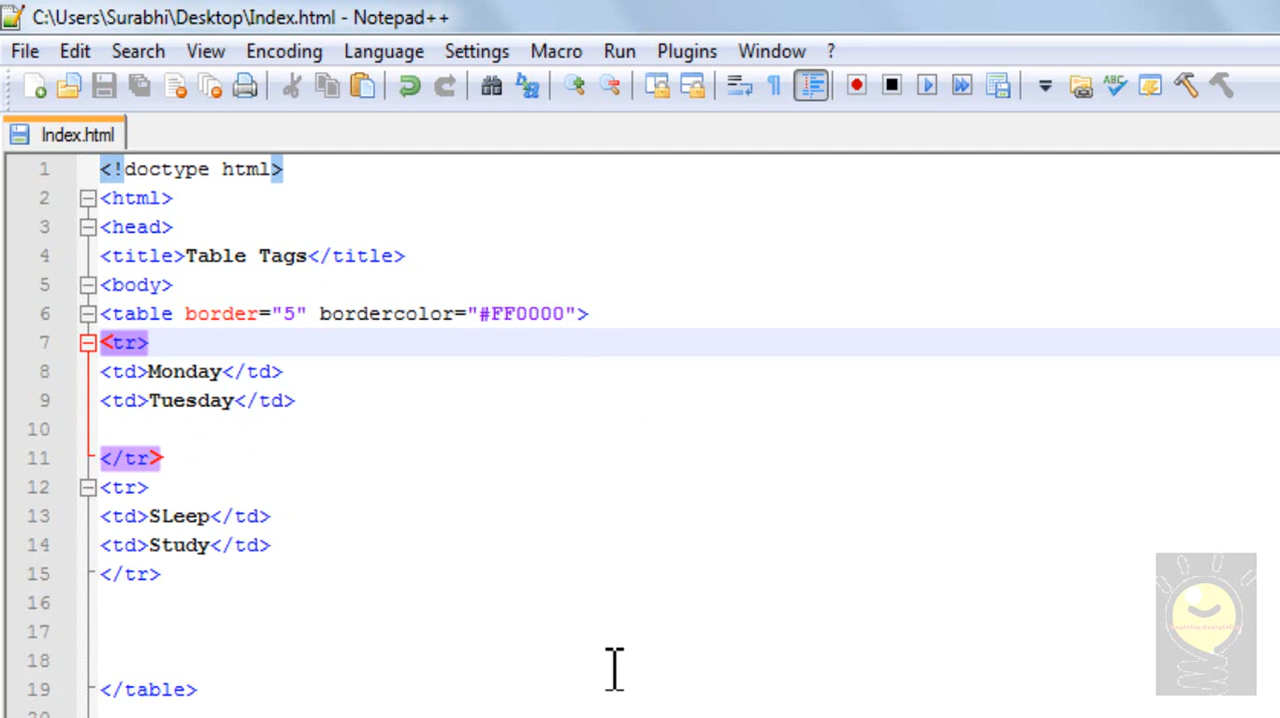 C:\Users\Surabhi\Desktop\Index.html - Notepad++
File Edit Search View Encoding Language Settings Macro Run Plugins Window ?
Index.html
1 <!doctype html>
2 <html>
3 <head>
4 <title>Table Tags</title>
5 <body>
6 <table border="5" bordercolor="#FF0000">
7 <tr>
8 <td>Monday</td>
9 <td>Tuesday</td>
10
11 </tr>
12 <tr>
13 <td>SLeep</td>
14 <td>Study</td>
15 </tr>
16
17
18
19 </table>
20